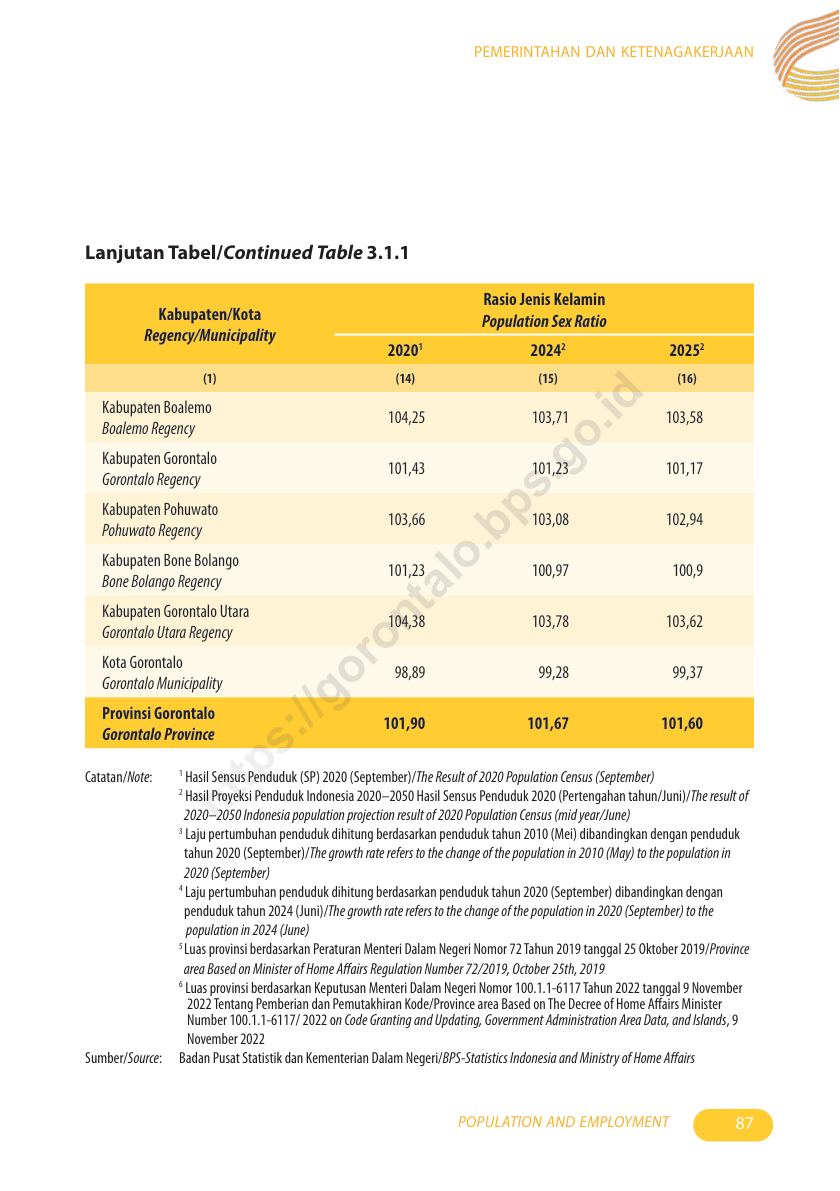 PEMERINTAHAN DAN KETENAGAKERJAAN
Lanjutan Tabel/Continued Table 3.1.1
Kabupaten/Kota
Regency/Municipality
Rasio Jenis Kelamin
Population Sex Ratio
2020¹ 2024² 2025²
(1) (14) (15) (16)
Kabupaten Boalemo
Boalemo Regency
104,25 103,71 103,58
Kabupaten Gorontalo
Gorontalo Regency
101,43 101,23 101,17
Kabupaten Pohuwato
Pohuwato Regency
103,66 103,08 102,94
Kabupaten Bone Bolango
Bone Bolango Regency
101,23 100,97 100,9
Kabupaten Gorontalo Utara
Gorontalo Utara Regency
104,38 103,78 103,62
Kota Gorontalo
Gorontalo Municipality
98,89 99,28 99,37
Provinsi Gorontalo
Gorontalo Province
101,90 101,67 101,60
https://gorontalo.bps.go.id
Catatan/Note: ¹ Hasil Sensus Penduduk (SP) 2020 (September)/The Result of 2020 Population Census (September)
² Hasil Proyeksi Penduduk Indonesia 2020–2050 Hasil Sensus Penduduk 2020 (Pertengahan tahun/Juni)/The result of
2020–2050 Indonesia population projection result of 2020 Population Census (mid year/June)
³ Laju pertumbuhan penduduk dihitung berdasarkan penduduk tahun 2010 (Mei) dibandingkan dengan penduduk
tahun 2020 (September)/The growth rate refers to the change of the population in 2010 (May) to the population in
2020 (September)
⁴ Laju pertumbuhan penduduk dihitung berdasarkan penduduk tahun 2020 (September) dibandingkan dengan
penduduk tahun 2024 (Juni)/The growth rate refers to the change of the population in 2020 (September) to the
population in 2024 (June)
⁵ Luas provinsi berdasarkan Peraturan Menteri Dalam Negeri Nomor 72 Tahun 2019 tanggal 25 Oktober 2019/Province
area Based on Minister of Home Affairs Regulation Number 72/2019, October 25th, 2019
⁶ Luas provinsi berdasarkan Keputusan Menteri Dalam Negeri Nomor 100.1.1-6117 Tahun 2022 tanggal 9 November
2022 Tentang Pemberian dan Pemutakhiran Kode/Province area Based on The Decree of Home Affairs Minister
Number 100.1.1-6117/ 2022 on Code Granting and Updating, Government Administration Area Data, and Islands, 9
November 2022
Sumber/Source: Badan Pusat Statistik dan Kementerian Dalam Negeri/BPS-Statistics Indonesia and Ministry of Home Affairs
POPULATION AND EMPLOYMENT 87